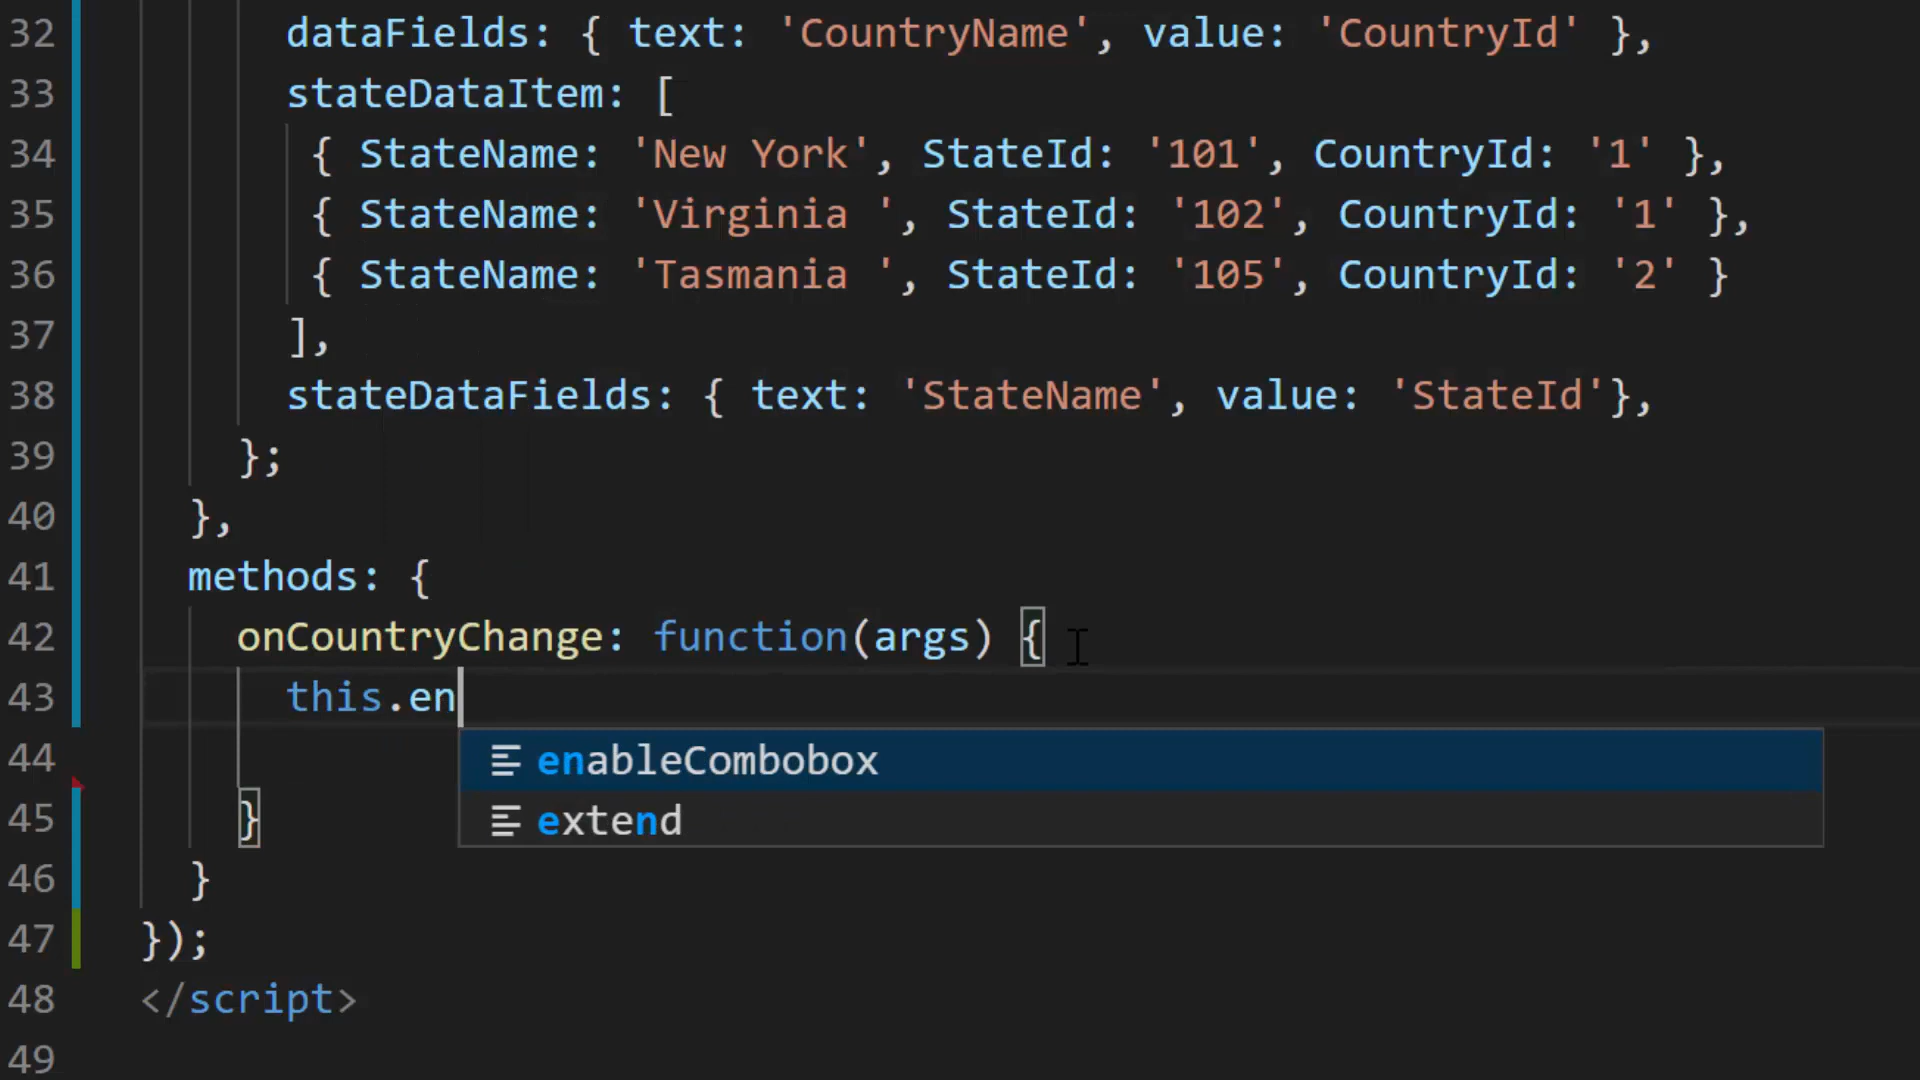 32 dataFields: { text: 'CountryName', value: 'CountryId' },
33 stateDataItem: [
34 { StateName: 'New York', StateId: '101', CountryId: '1' },
35 { StateName: 'Virginia ', StateId: '102', CountryId: '1' },
36 { StateName: 'Tasmania ', StateId: '105', CountryId: '2' }
37 ],
38 stateDataFields: { text: 'StateName', value: 'StateId'},
39 };
40 },
41 methods: {
42 onCountryChange: function(args) {
43 this.en
44 enableCombobox
extend
45 }
46 }
47 });
48 </script>
49